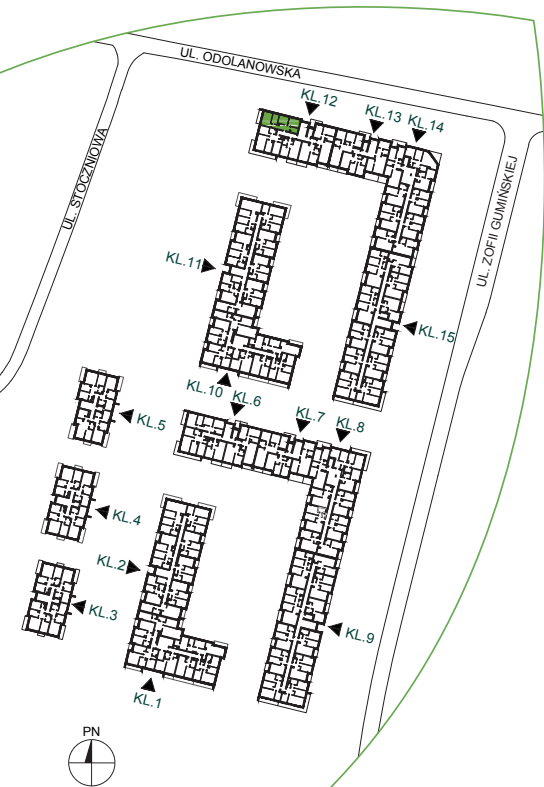 UL. ODOLANOWSKA
KL.12
KL.13
KL.14
UL. STOCZNIOWA
UL. ZOFII GUMIŃSKIEJ
KL.11
KL.15
KL.10
KL.6
KL.7
KL.8
KL.5
KL.4
KL.2
KL.3
KL.9
KL.1
PN